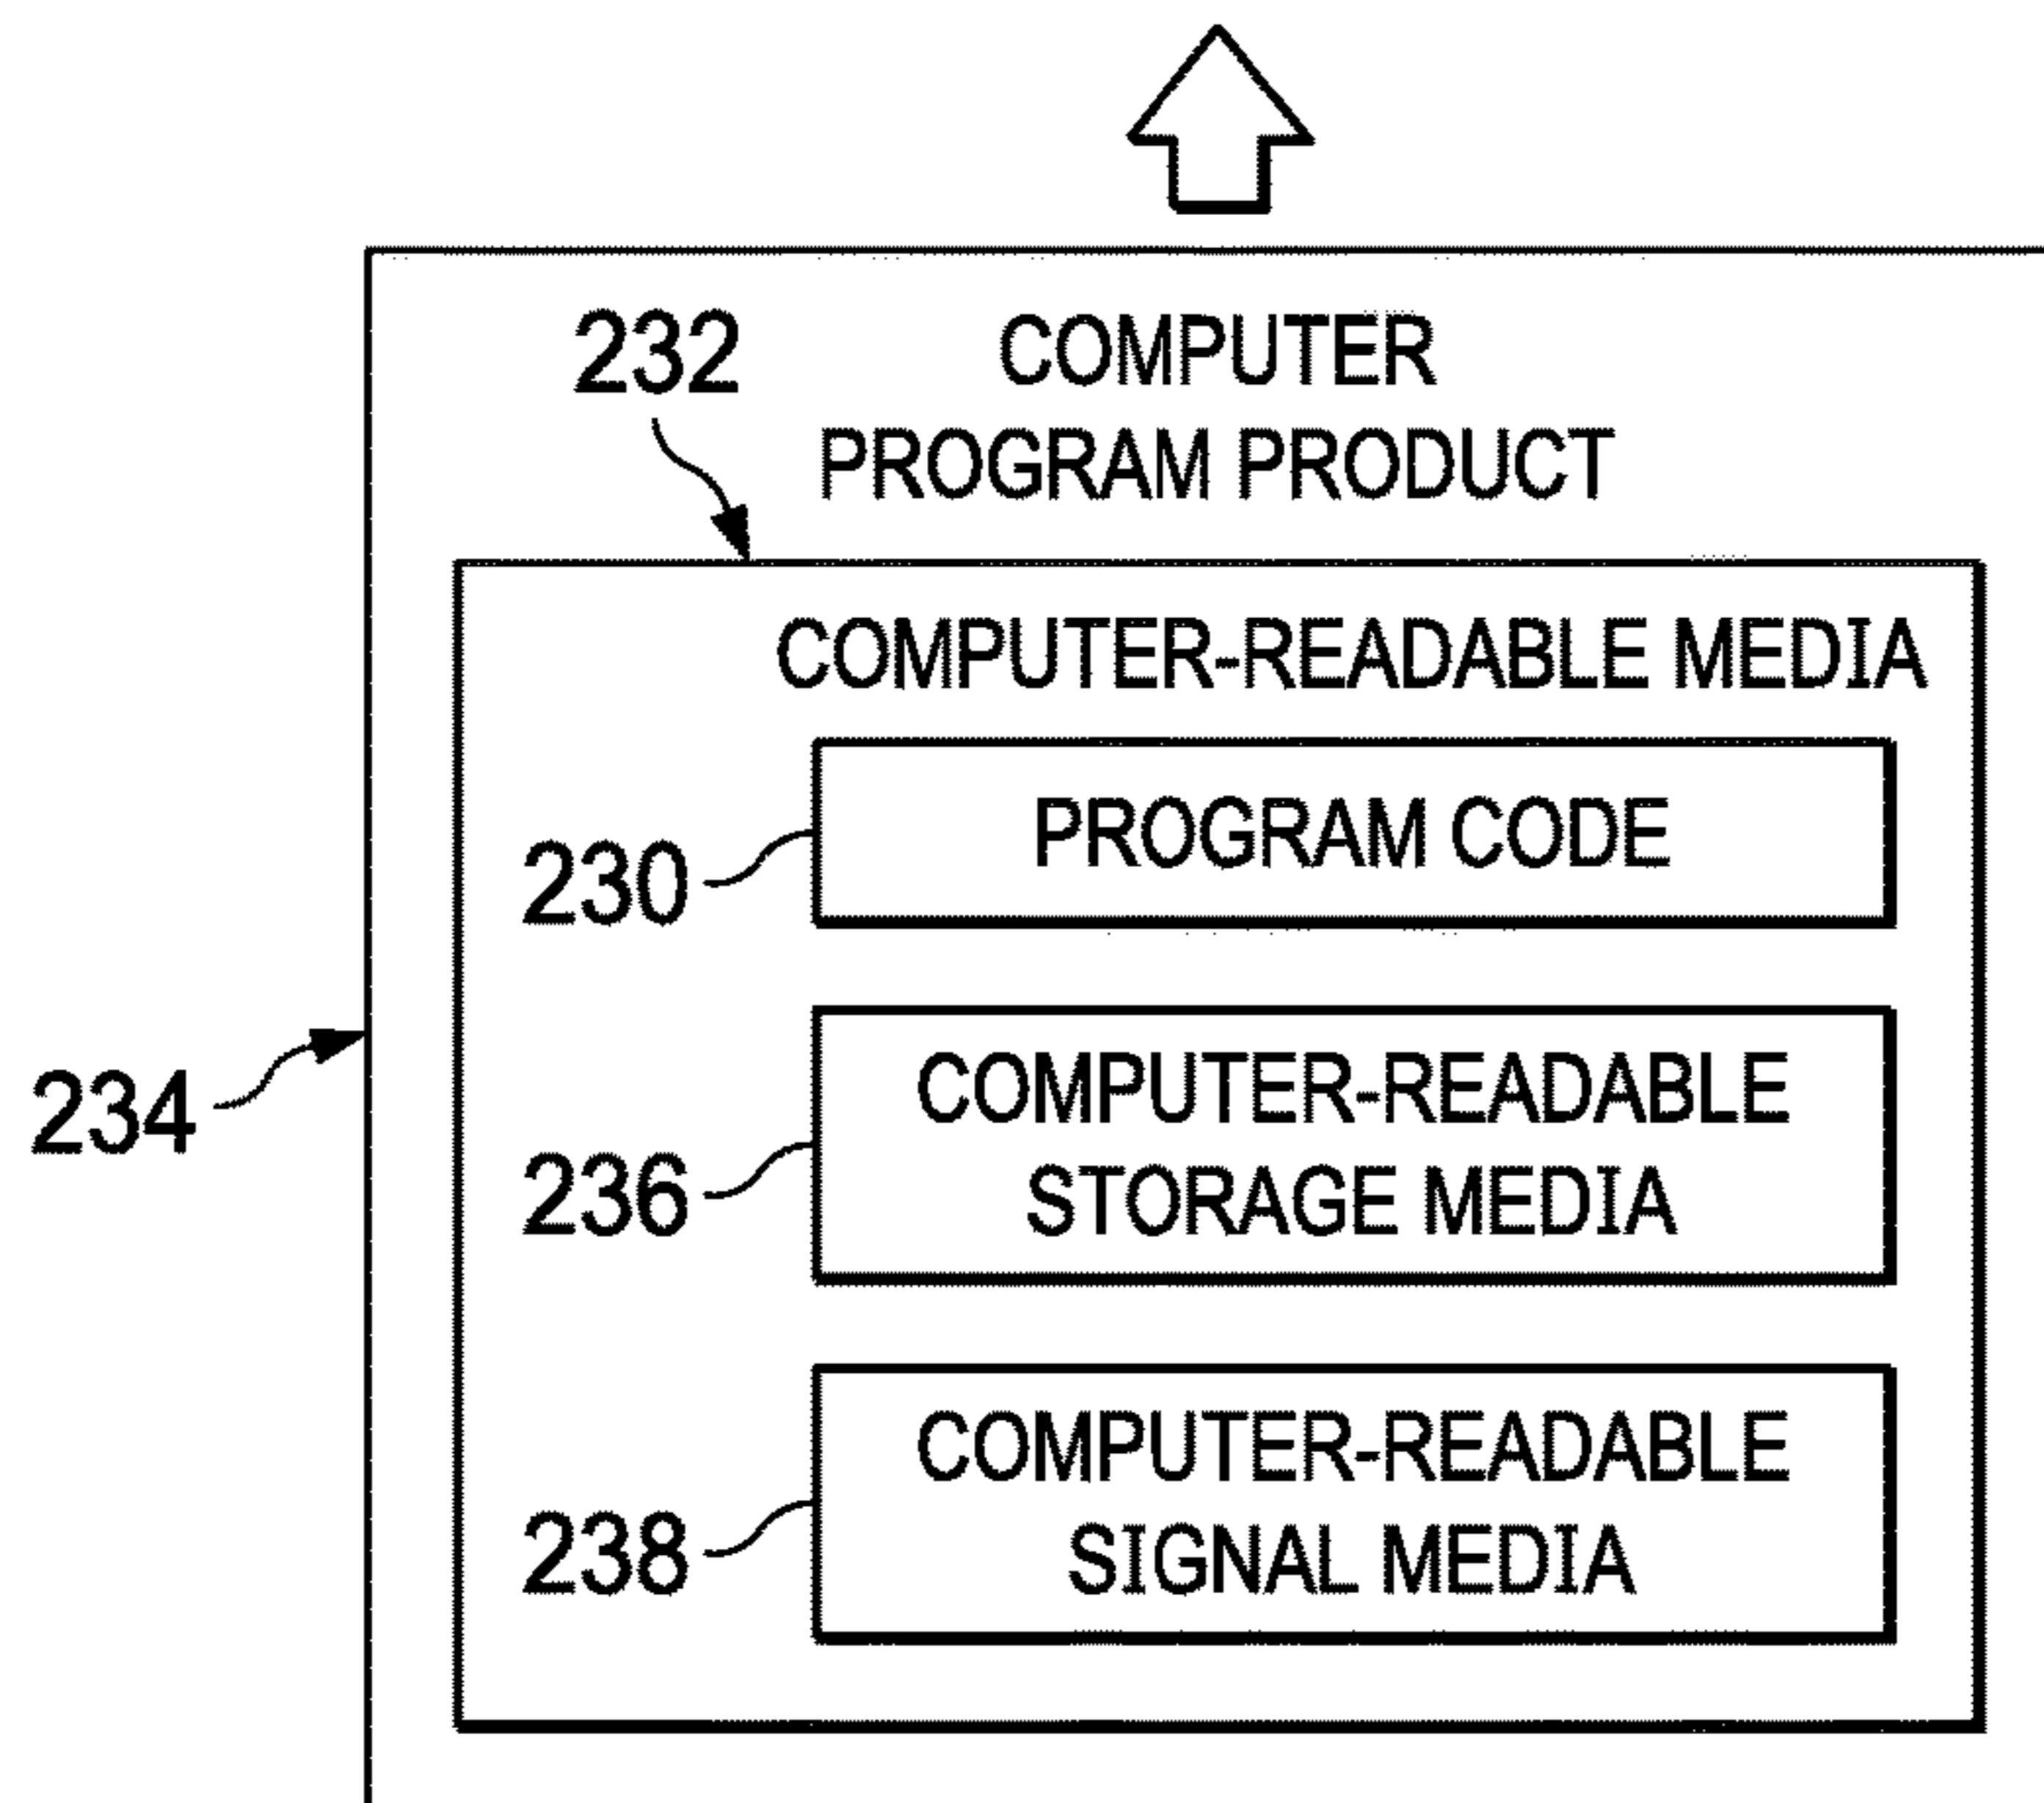 232
COMPUTER
PROGRAM PRODUCT
COMPUTER-READABLE MEDIA
230
PROGRAM CODE
234
236
COMPUTER-READABLE
STORAGE MEDIA
238
COMPUTER-READABLE
SIGNAL MEDIA